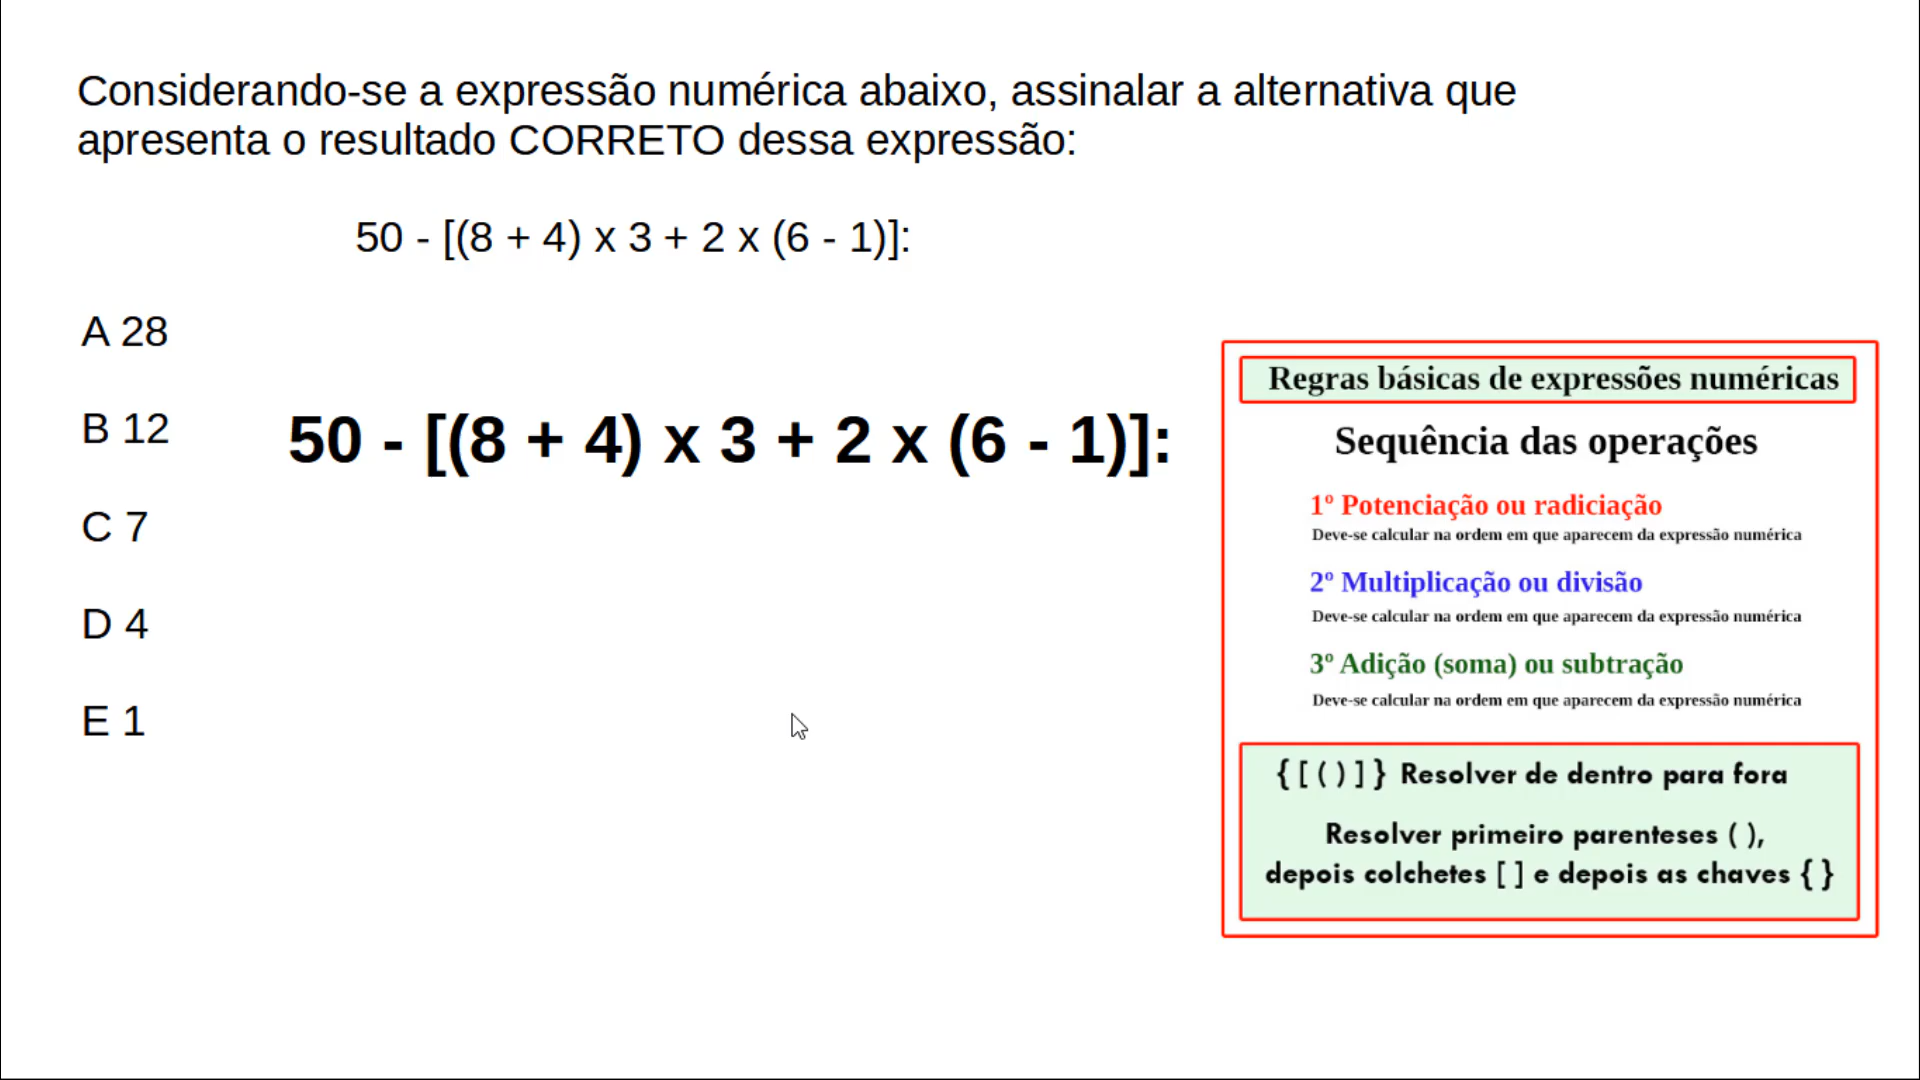 Considerando-se a expressão numérica abaixo, assinalar a alternativa que
apresenta o resultado CORRETO dessa expressão:
50 - [(8 + 4) x 3 + 2 x (6 - 1)]:
A 28
B 12
C 7
D 4
E 1
50 - [(8 + 4) x 3 + 2 x (6 - 1)]:
Regras básicas de expressões numéricas
Sequência das operações
1º Potenciação ou radiciação
Deve-se calcular na ordem em que aparecem da expressão numérica
2º Multiplicação ou divisão
Deve-se calcular na ordem em que aparecem da expressão numérica
3º Adição (soma) ou subtração
Deve-se calcular na ordem em que aparecem da expressão numérica
{ [ ( ) ] } Resolver de dentro para fora
Resolver primeiro parenteses ( ),
depois colchetes [ ] e depois as chaves { }